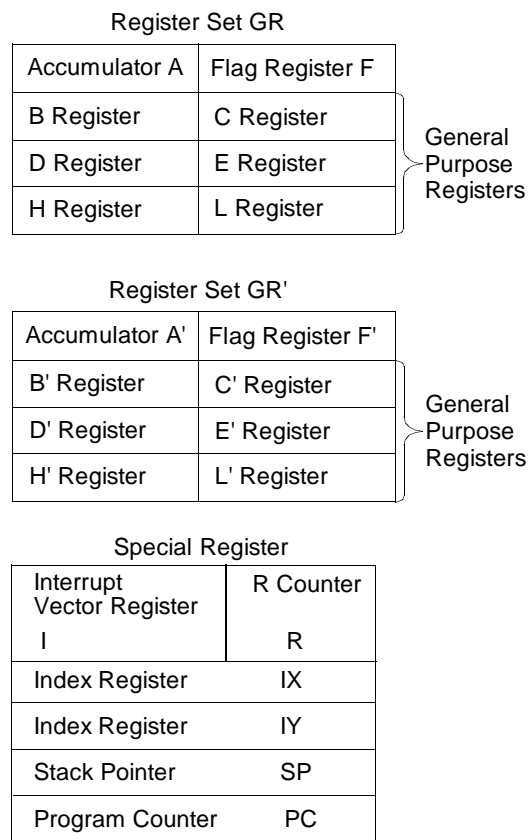 Register Set GR
Accumulator A Flag Register F
B Register C Register
D Register E Register
H Register L Register
General
Purpose
Registers
Register Set GR'
Accumulator A' Flag Register F'
B' Register C' Register
D' Register E' Register
H' Register L' Register
General
Purpose
Registers
Special Register
Interrupt
Vector Register
I
R Counter
R
Index Register IX
Index Register IY
Stack Pointer SP
Program Counter PC